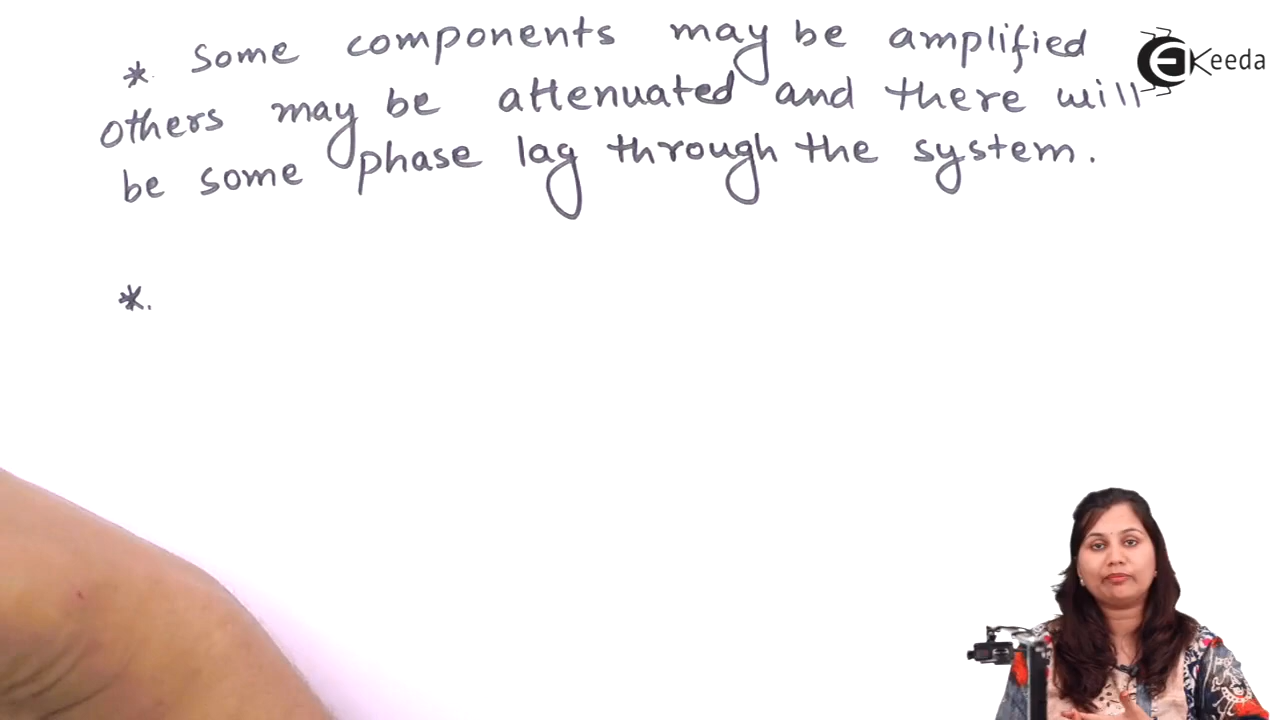 * Some components may be amplified
others may be attenuated and there will
be some phase lag through the system.
*.
EKeeda